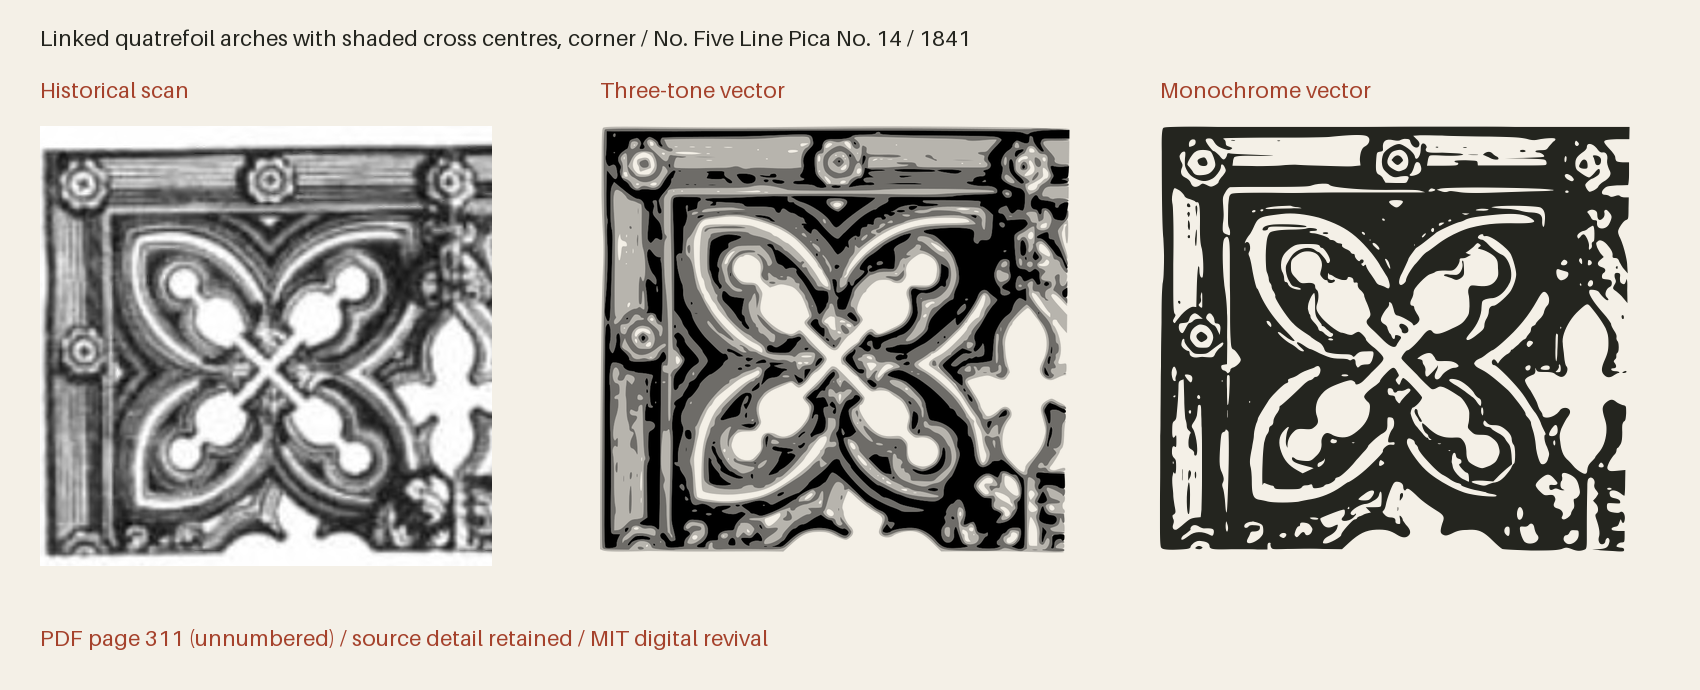 Linked quatrefoil arches with shaded cross centres, corner / No. Five Line Pica No. 14 / 1841
Historical scan
Three-tone vector
Monochrome vector
PDF page 311 (unnumbered) / source detail retained / MIT digital revival